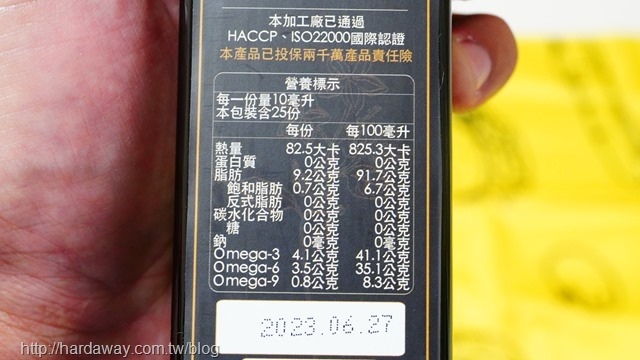 本加工廠已通過
HACCP、ISO22000國際認證
本產品已投保兩千萬產品責任險
營養標示
每一份量10毫升
本包裝含25份
每份 每100毫升
熱量 82.5大卡 825.3大卡
蛋白質 0公克 0公克
脂肪 9.2公克 91.7公克
飽和脂肪 0.7公克 6.7公克
反式脂肪 0公克 0公克
碳水化合物 0公克 0公克
糖 0公克 0公克
鈉 0毫克 0毫克
Omega-3 4.1公克 41.1公克
Omega-6 3.5公克 35.1公克
Omega-9 0.8公克 8.3公克
2023.06.27
http://hardaway.com.tw/blog